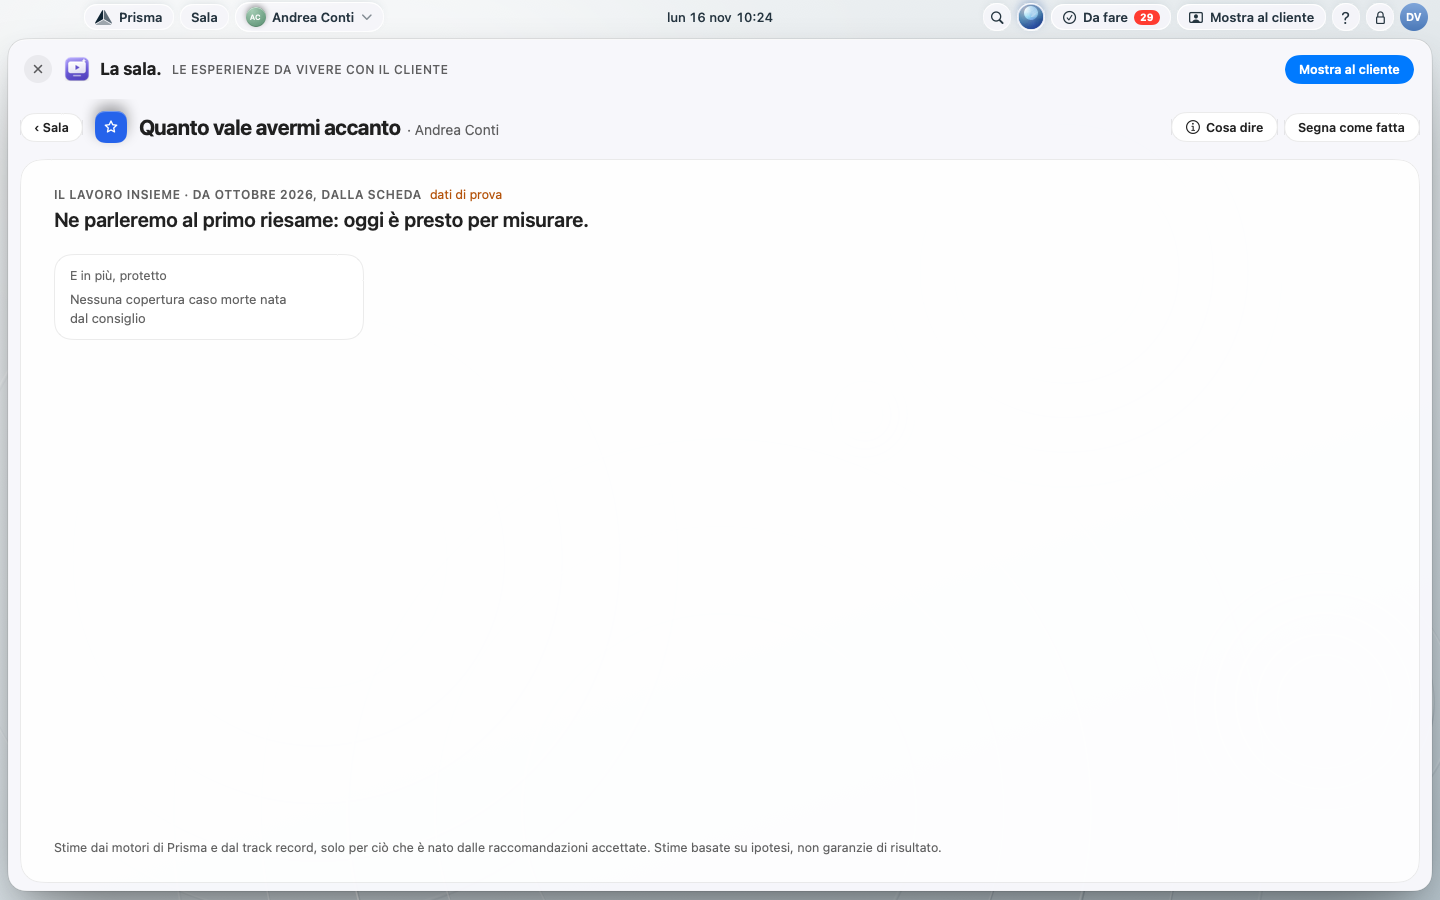 Prisma
Sala
AC
Andrea Conti
lun 16 nov 10:24
Da fare 29
Mostra al cliente
?
DV
La sala. LE ESPERIENZE DA VIVERE CON IL CLIENTE
Mostra al cliente
‹ Sala
Quanto vale avermi accanto · Andrea Conti
Cosa dire
Segna come fatta
IL LAVORO INSIEME · DA OTTOBRE 2026, DALLA SCHEDA dati di prova
Ne parleremo al primo riesame: oggi è presto per misurare.
E in più, protetto
Nessuna copertura caso morte nata
dal consiglio
Stime dai motori di Prisma e dal track record, solo per ciò che è nato dalle raccomandazioni accettate. Stime basate su ipotesi, non garanzie di risultato.